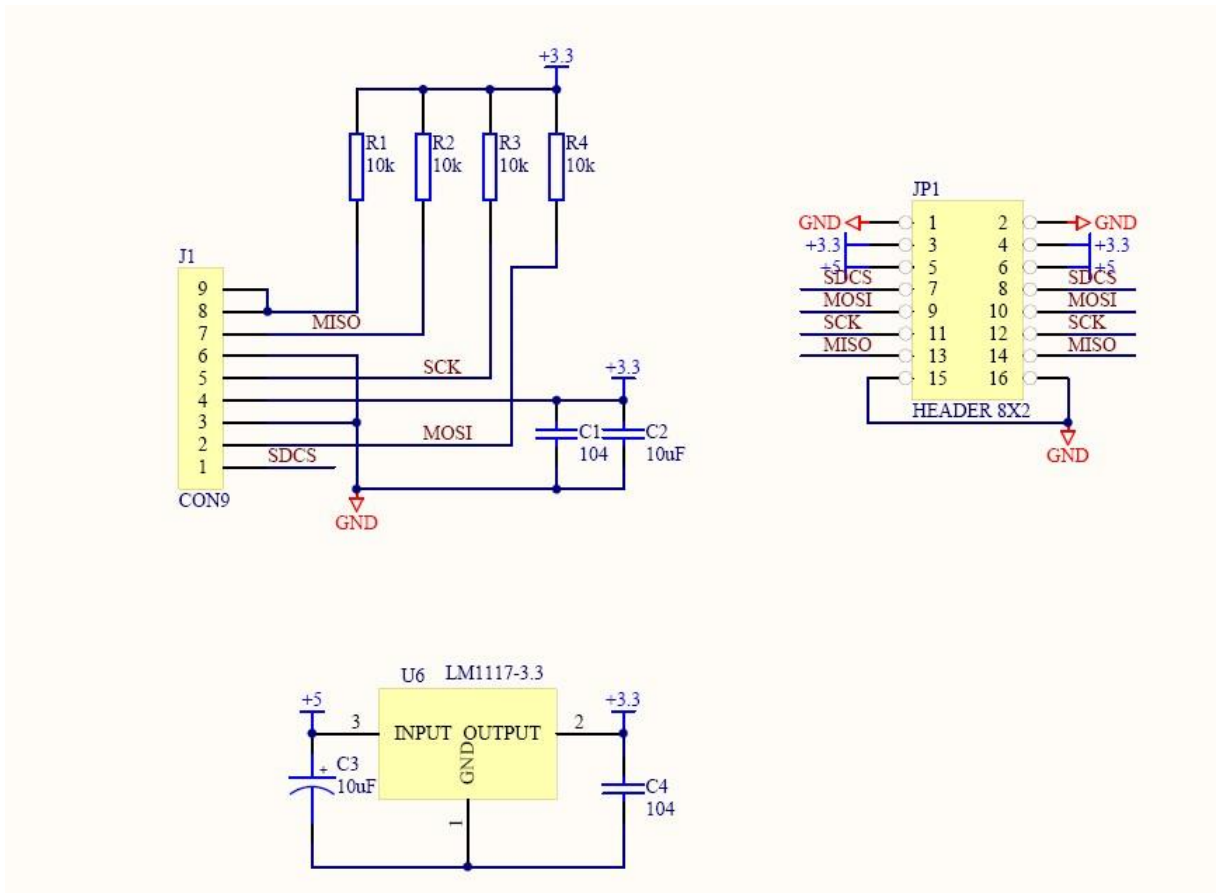 +3.3
R1
10k
R2
10k
R3
10k
R4
10k
J1
9
8
7
6
5
4
3
2
1
CON9
MISO
SCK
MOSI
SDCS
+3.3
C1
104
C2
10uF
GND
JP1
GND 1 2 GND
+3.3 3 4 +3.3
+5 5 6 +5
SDCS 7 8 SDCS
MOSI 9 10 MOSI
SCK 11 12 SCK
MISO 13 14 MISO
15 16
HEADER 8X2
GND
U6 LM1117-3.3
+5
3
INPUT OUTPUT
GND
2
+3.3
1
C3
+
10uF
C4
104